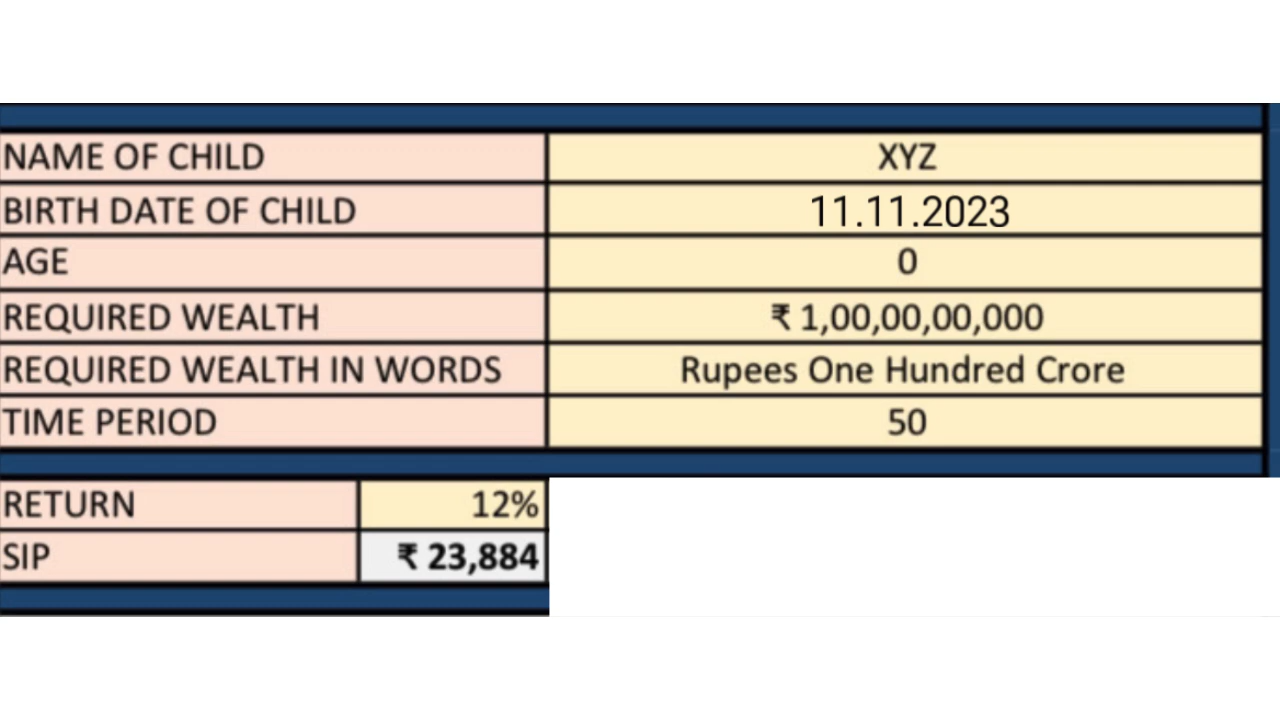 NAME OF CHILD XYZ
BIRTH DATE OF CHILD 11.11.2023
AGE 0
REQUIRED WEALTH ₹ 1,00,00,00,000
REQUIRED WEALTH IN WORDS Rupees One Hundred Crore
TIME PERIOD 50
RETURN 12%
SIP ₹ 23,884